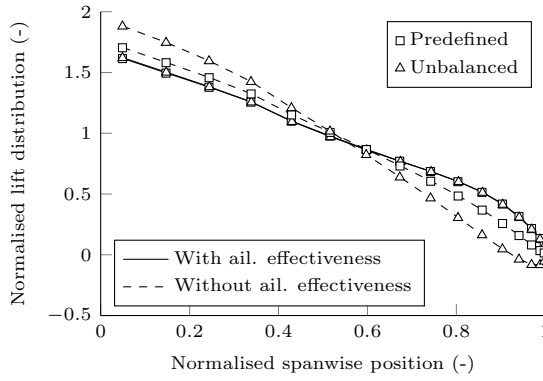 2
1.5
1
0.5
0
−0.5
Normalised lift distribution (-)
Predefined
Unbalanced
With ail. effectiveness
Without ail. effectiveness
0 0.2 0.4 0.6 0.8 1
Normalised spanwise position (-)